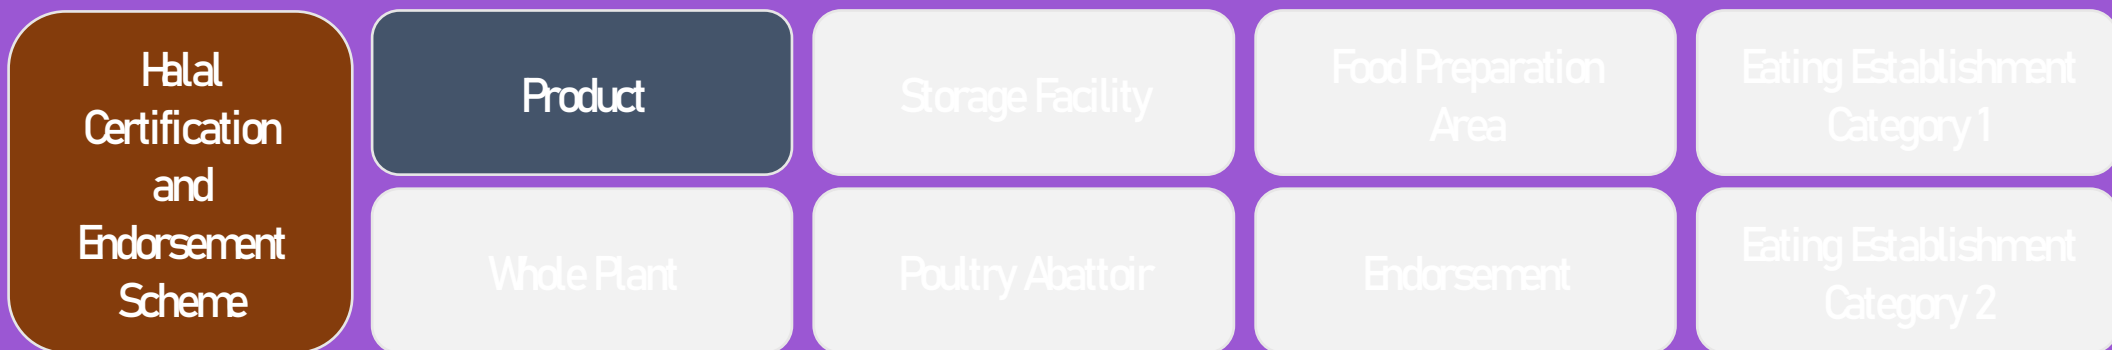 Halal
Certification
and
Endorsement
Scheme
Product
Storage Facility
Food Preparation
Area
Eating Establishment
Category 1
Whole Plant
Poultry Abattoir
Endorsement
Eating Establishment
Category 2